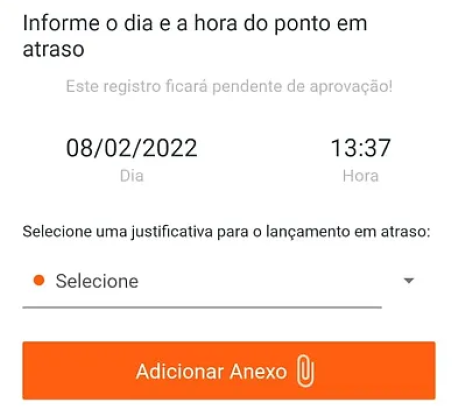 Informe o dia e a hora do ponto em
atraso
Este registro ficará pendente de aprovação!
08/02/2022 13:37
Dia Hora
Selecione uma justificativa para o lançamento em atraso:
Selecione
Adicionar Anexo